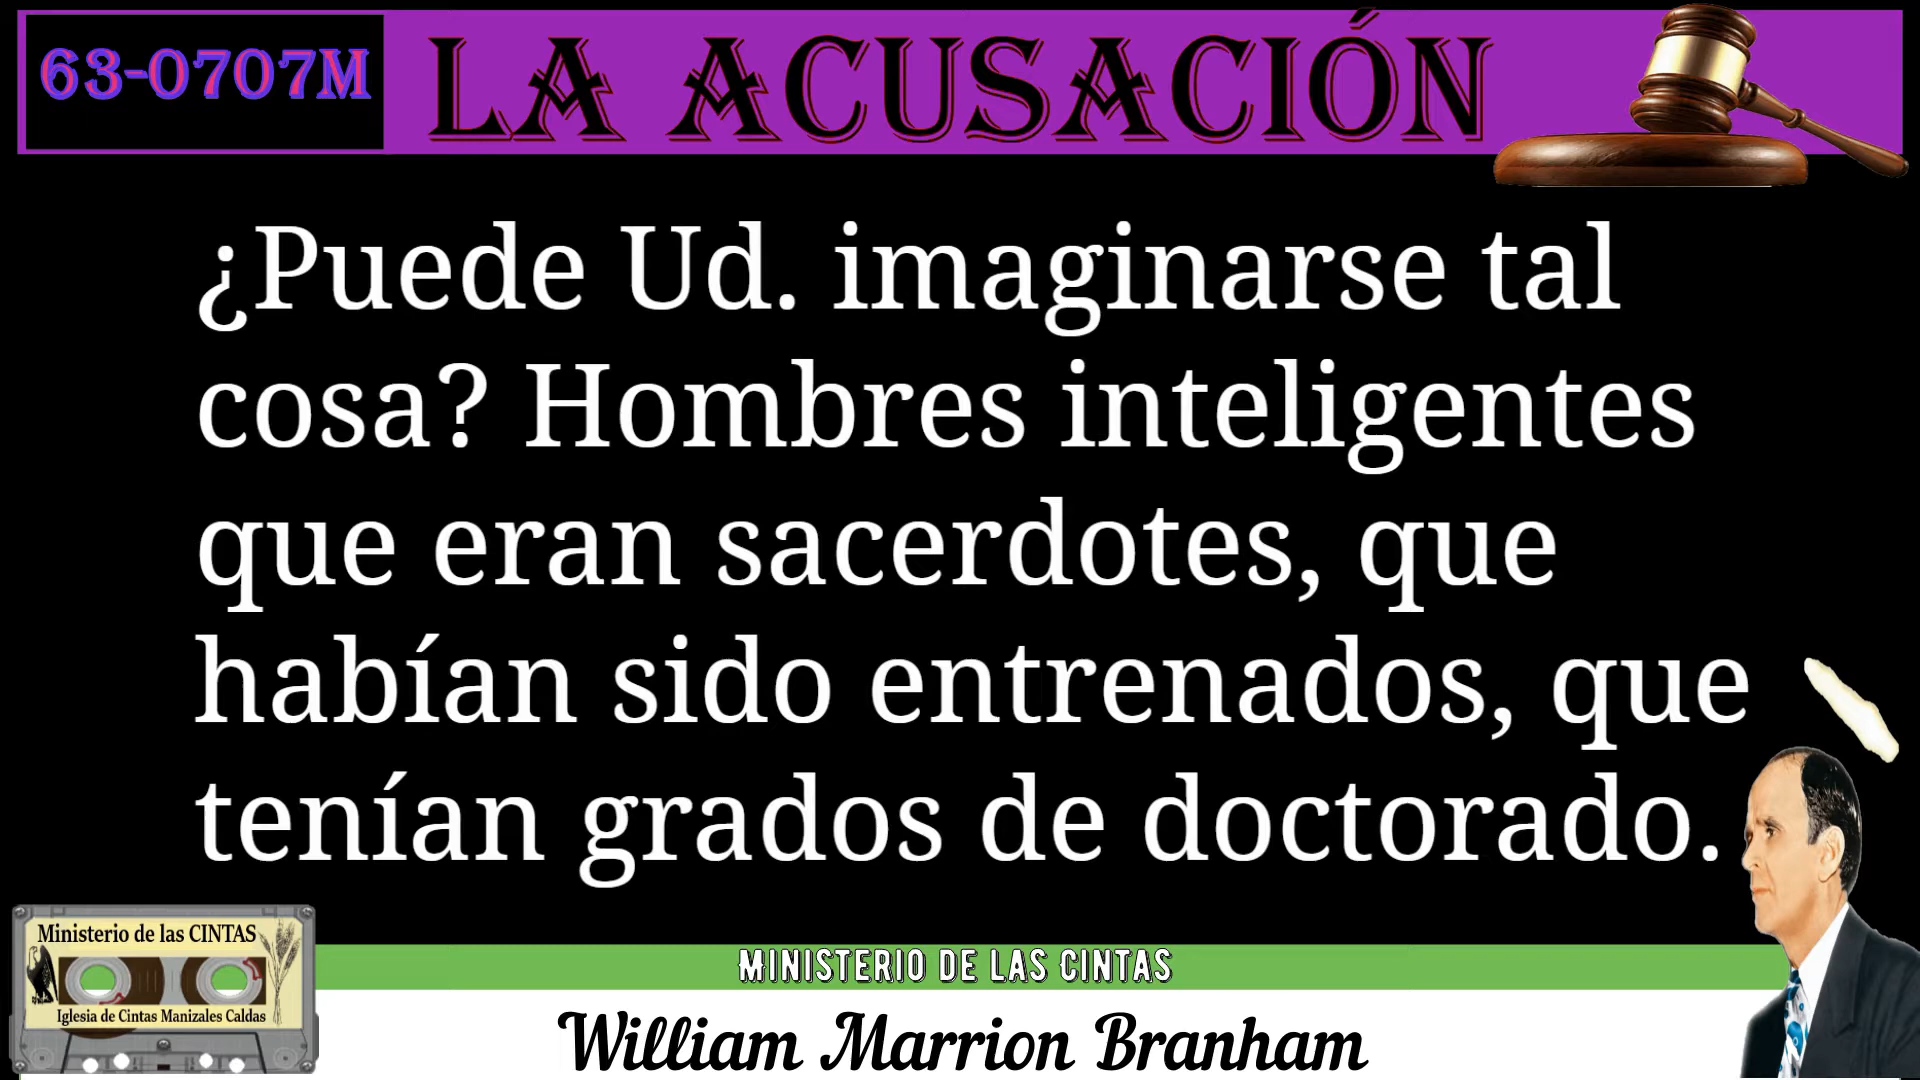 63-0707M
LA ACUSACIÓN
¿Puede Ud. imaginarse tal
cosa? Hombres inteligentes
que eran sacerdotes, que
habían sido entrenados, que
tenían grados de doctorado.
Ministerio de las CINTAS
Iglesia de Cintas Manizales Caldas
MINISTERIO DE LAS CINTAS
William Marrion Branham